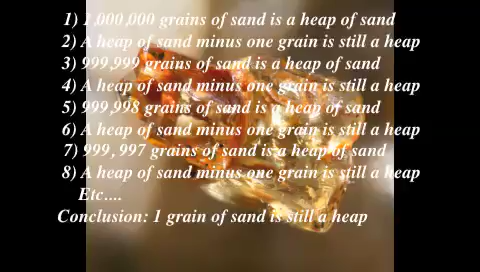 1) 1,000,000 grains of sand is a heap of sand
2) A heap of sand minus one grain is still a heap
3) 999,999 grains of sand is a heap of sand
4) A heap of sand minus one grain is still a heap
5) 999,998 grains of sand is a heap of sand
6) A heap of sand minus one grain is still a heap
7) 999, 997 grains of sand is a heap of sand
8) A heap of sand minus one grain is still a heap
Etc....
Conclusion: 1 grain of sand is still a heap